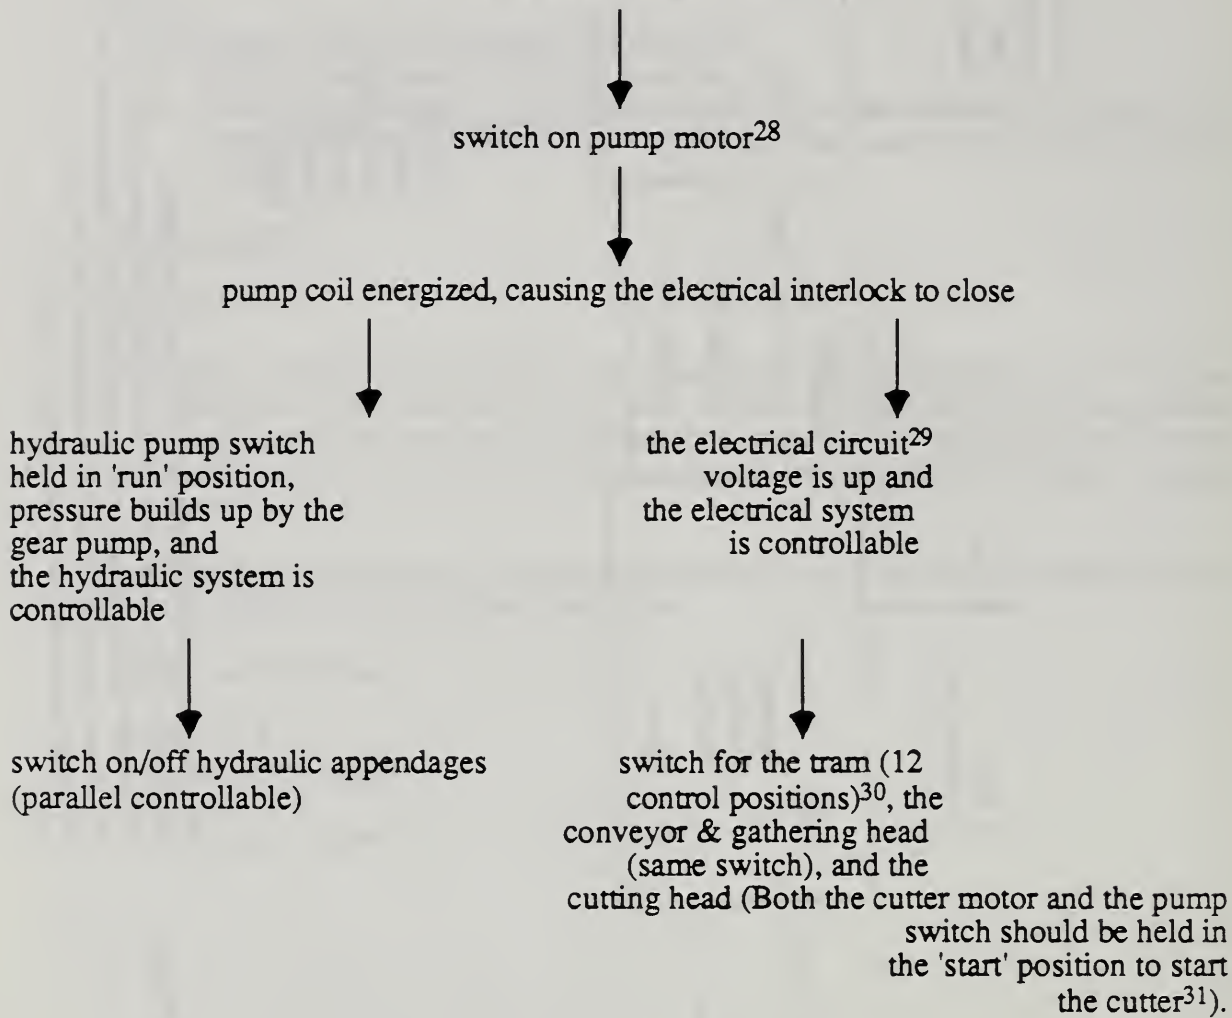 switch on pump motor28
pump coil energized, causing the electrical interlock to close
hydraulic pump switch
held in 'run' position,
pressure builds up by the
gear pump, and
the hydraulic system is
controllable
the electrical circuit29
voltage is up and
the electrical system
is controllable
switch on/off hydraulic appendages
(parallel controllable)
switch for the tram (12
control positions)30, the
conveyor & gathering head
(same switch), and the
cutting head (Both the cutter motor and the pump
switch should be held in
the 'start' position to start
the cutter31).